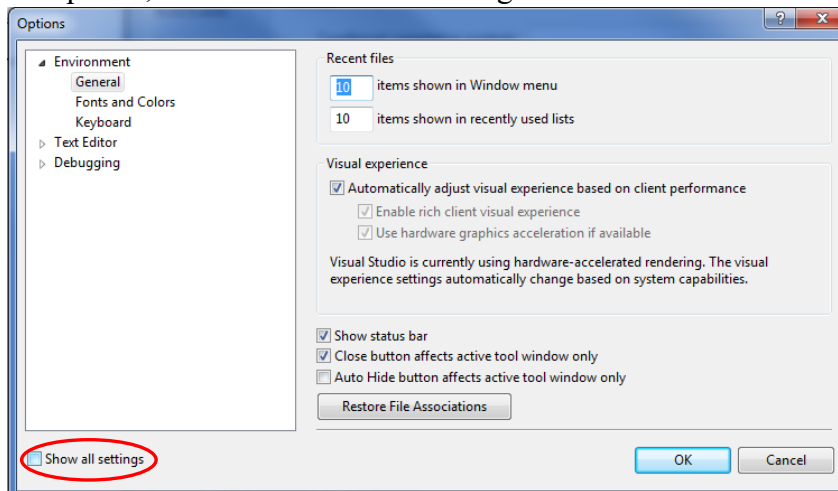 Options
Environment
General
Fonts and Colors
Keyboard
Text Editor
Debugging
Recent files
10 items shown in Window menu
10 items shown in recently used lists
Visual experience
Automatically adjust visual experience based on client performance
Enable rich client visual experience
Use hardware graphics acceleration if available
Visual Studio is currently using hardware-accelerated rendering. The visual
experience settings automatically change based on system capabilities.
Show status bar
Close button affects active tool window only
Auto Hide button affects active tool window only
Restore File Associations
Show all settings
OK
Cancel